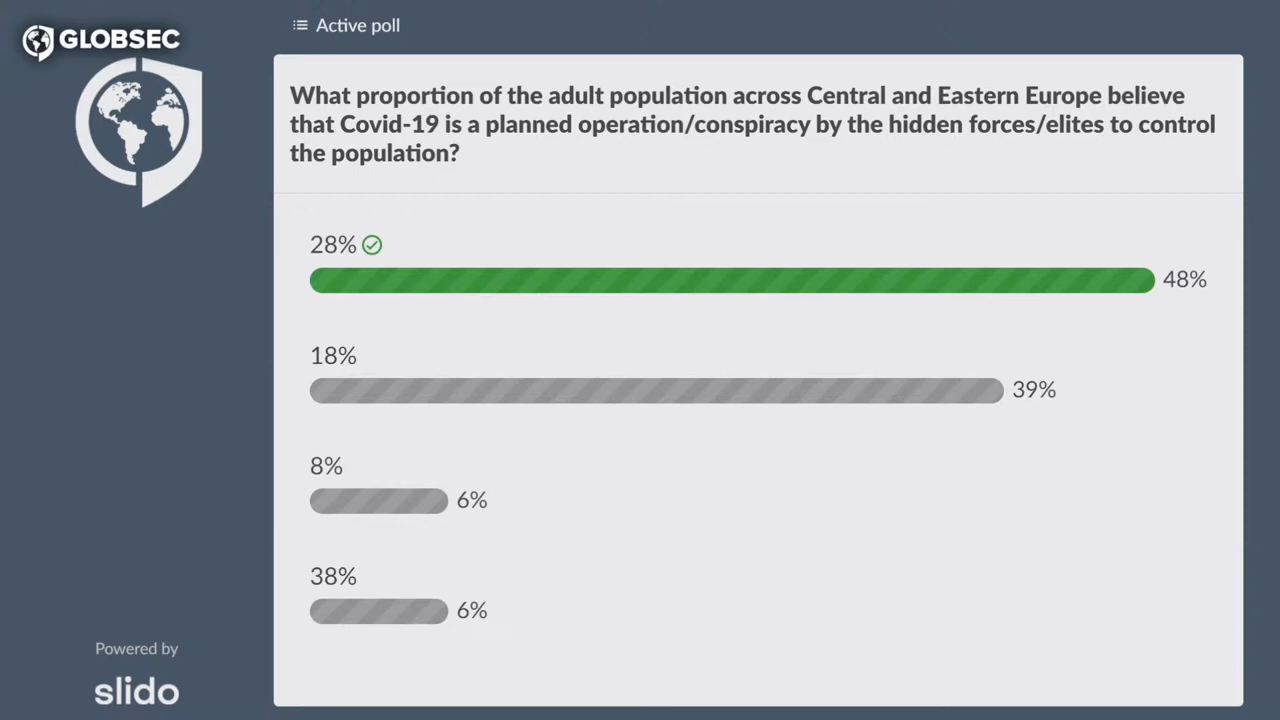 GLOBSEC
Active poll
What proportion of the adult population across Central and Eastern Europe believe
that Covid-19 is a planned operation/conspiracy by the hidden forces/elites to control
the population?
28%
48%
18%
39%
8%
6%
38%
6%
Powered by
slido